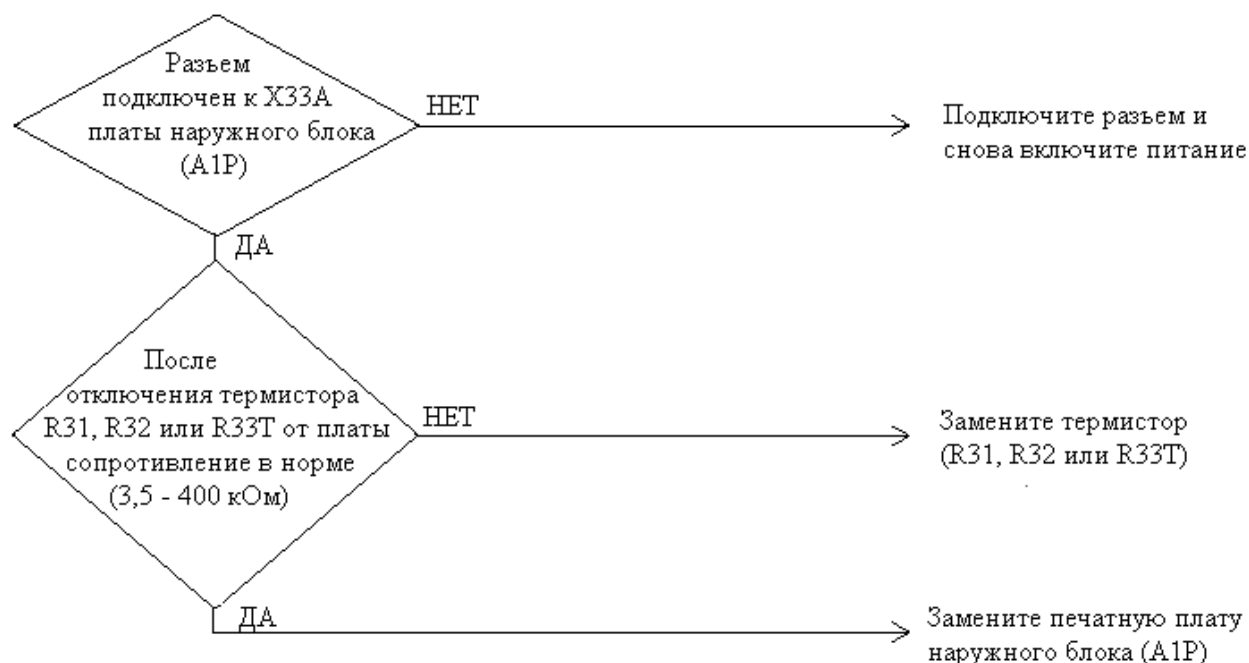 Разъем
подключен к X33A
платы наружного блока
(A1P)
НЕТ
Подключите разъем и
снова включите питание
ДА
После
отключения термистора
R31, R32 или R33T от платы
сопротивление в норме
(3,5 - 400 кОм)
НЕТ
Замените термистор
(R31, R32 или R33T)
ДА
Замените печатную плату
наружного блока (A1P)